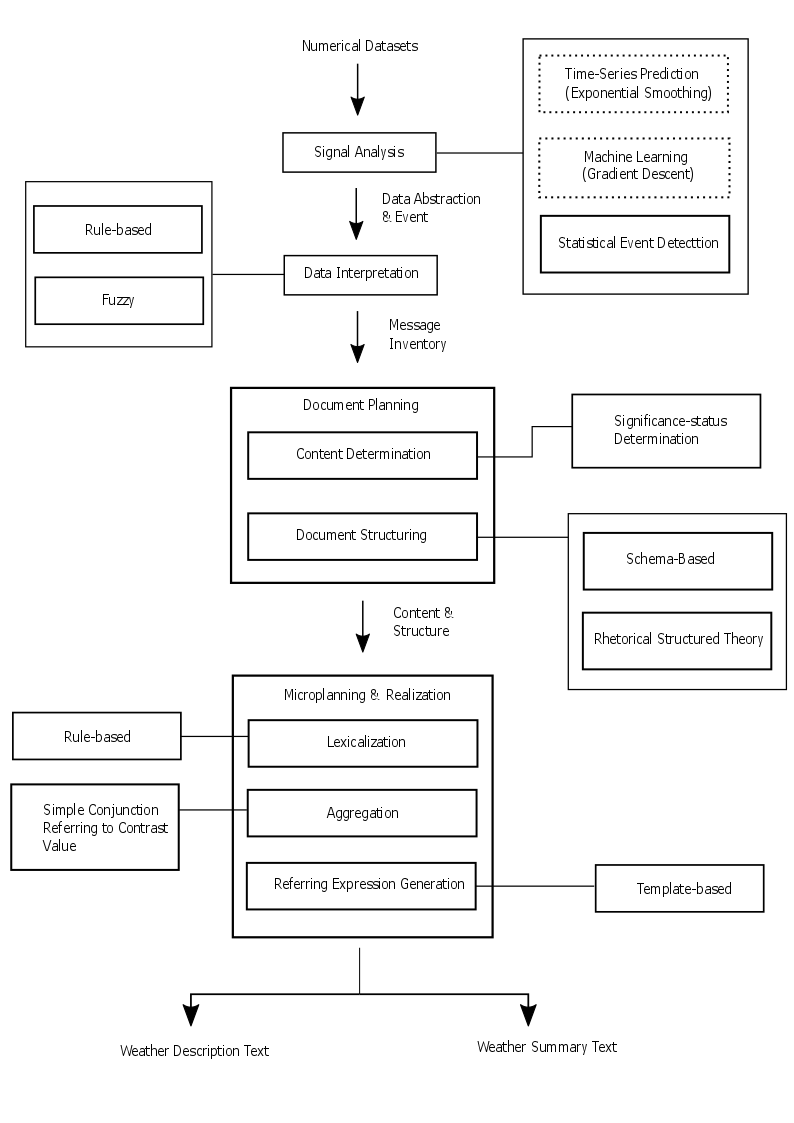 Numerical Datasets
Time-Series Prediction
(Exponential Smoothing)
Signal Analysis
Machine Learning
(Gradient Descent)
Data Abstraction
& Event
Rule-based
Statistical Event Detecttion
Data Interpretation
Fuzzy
Message
Inventory
Document Planning
Significance-status
Determination
Content Determination
Document Structuring
Schema-Based
Content &
Structure
Rhetorical Structured Theory
Microplanning & Realization
Rule-based
Lexicalization
Simple Conjunction
Referring to Contrast
Value
Aggregation
Referring Expression Generation
Template-based
Weather Description Text
Weather Summary Text